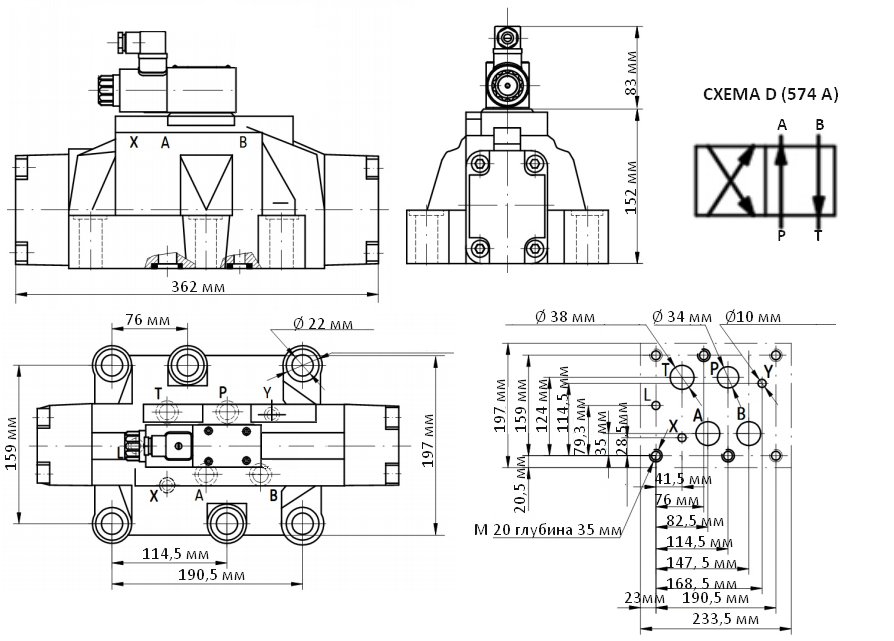 83 мм
СХЕМА D (574 A)
A B
X A B
152 мм
P T
362 мм
76 мм
Ø 22 мм
Ø 38 мм
Ø 34 мм
Ø10 мм
T P Y
T P Y
L
A B
X
159 мм
197 мм
197 мм
159 мм
124 мм
114,5 мм
79,3 мм
35 мм
28,5мм
20,5 мм
X A B
41,5 мм
76 мм
82,5 мм
M 20 глубина 35 мм
114,5 мм
114,5 мм
147, 5 мм
190,5 мм
168, 5 мм
23мм
190,5 мм
233,5 мм